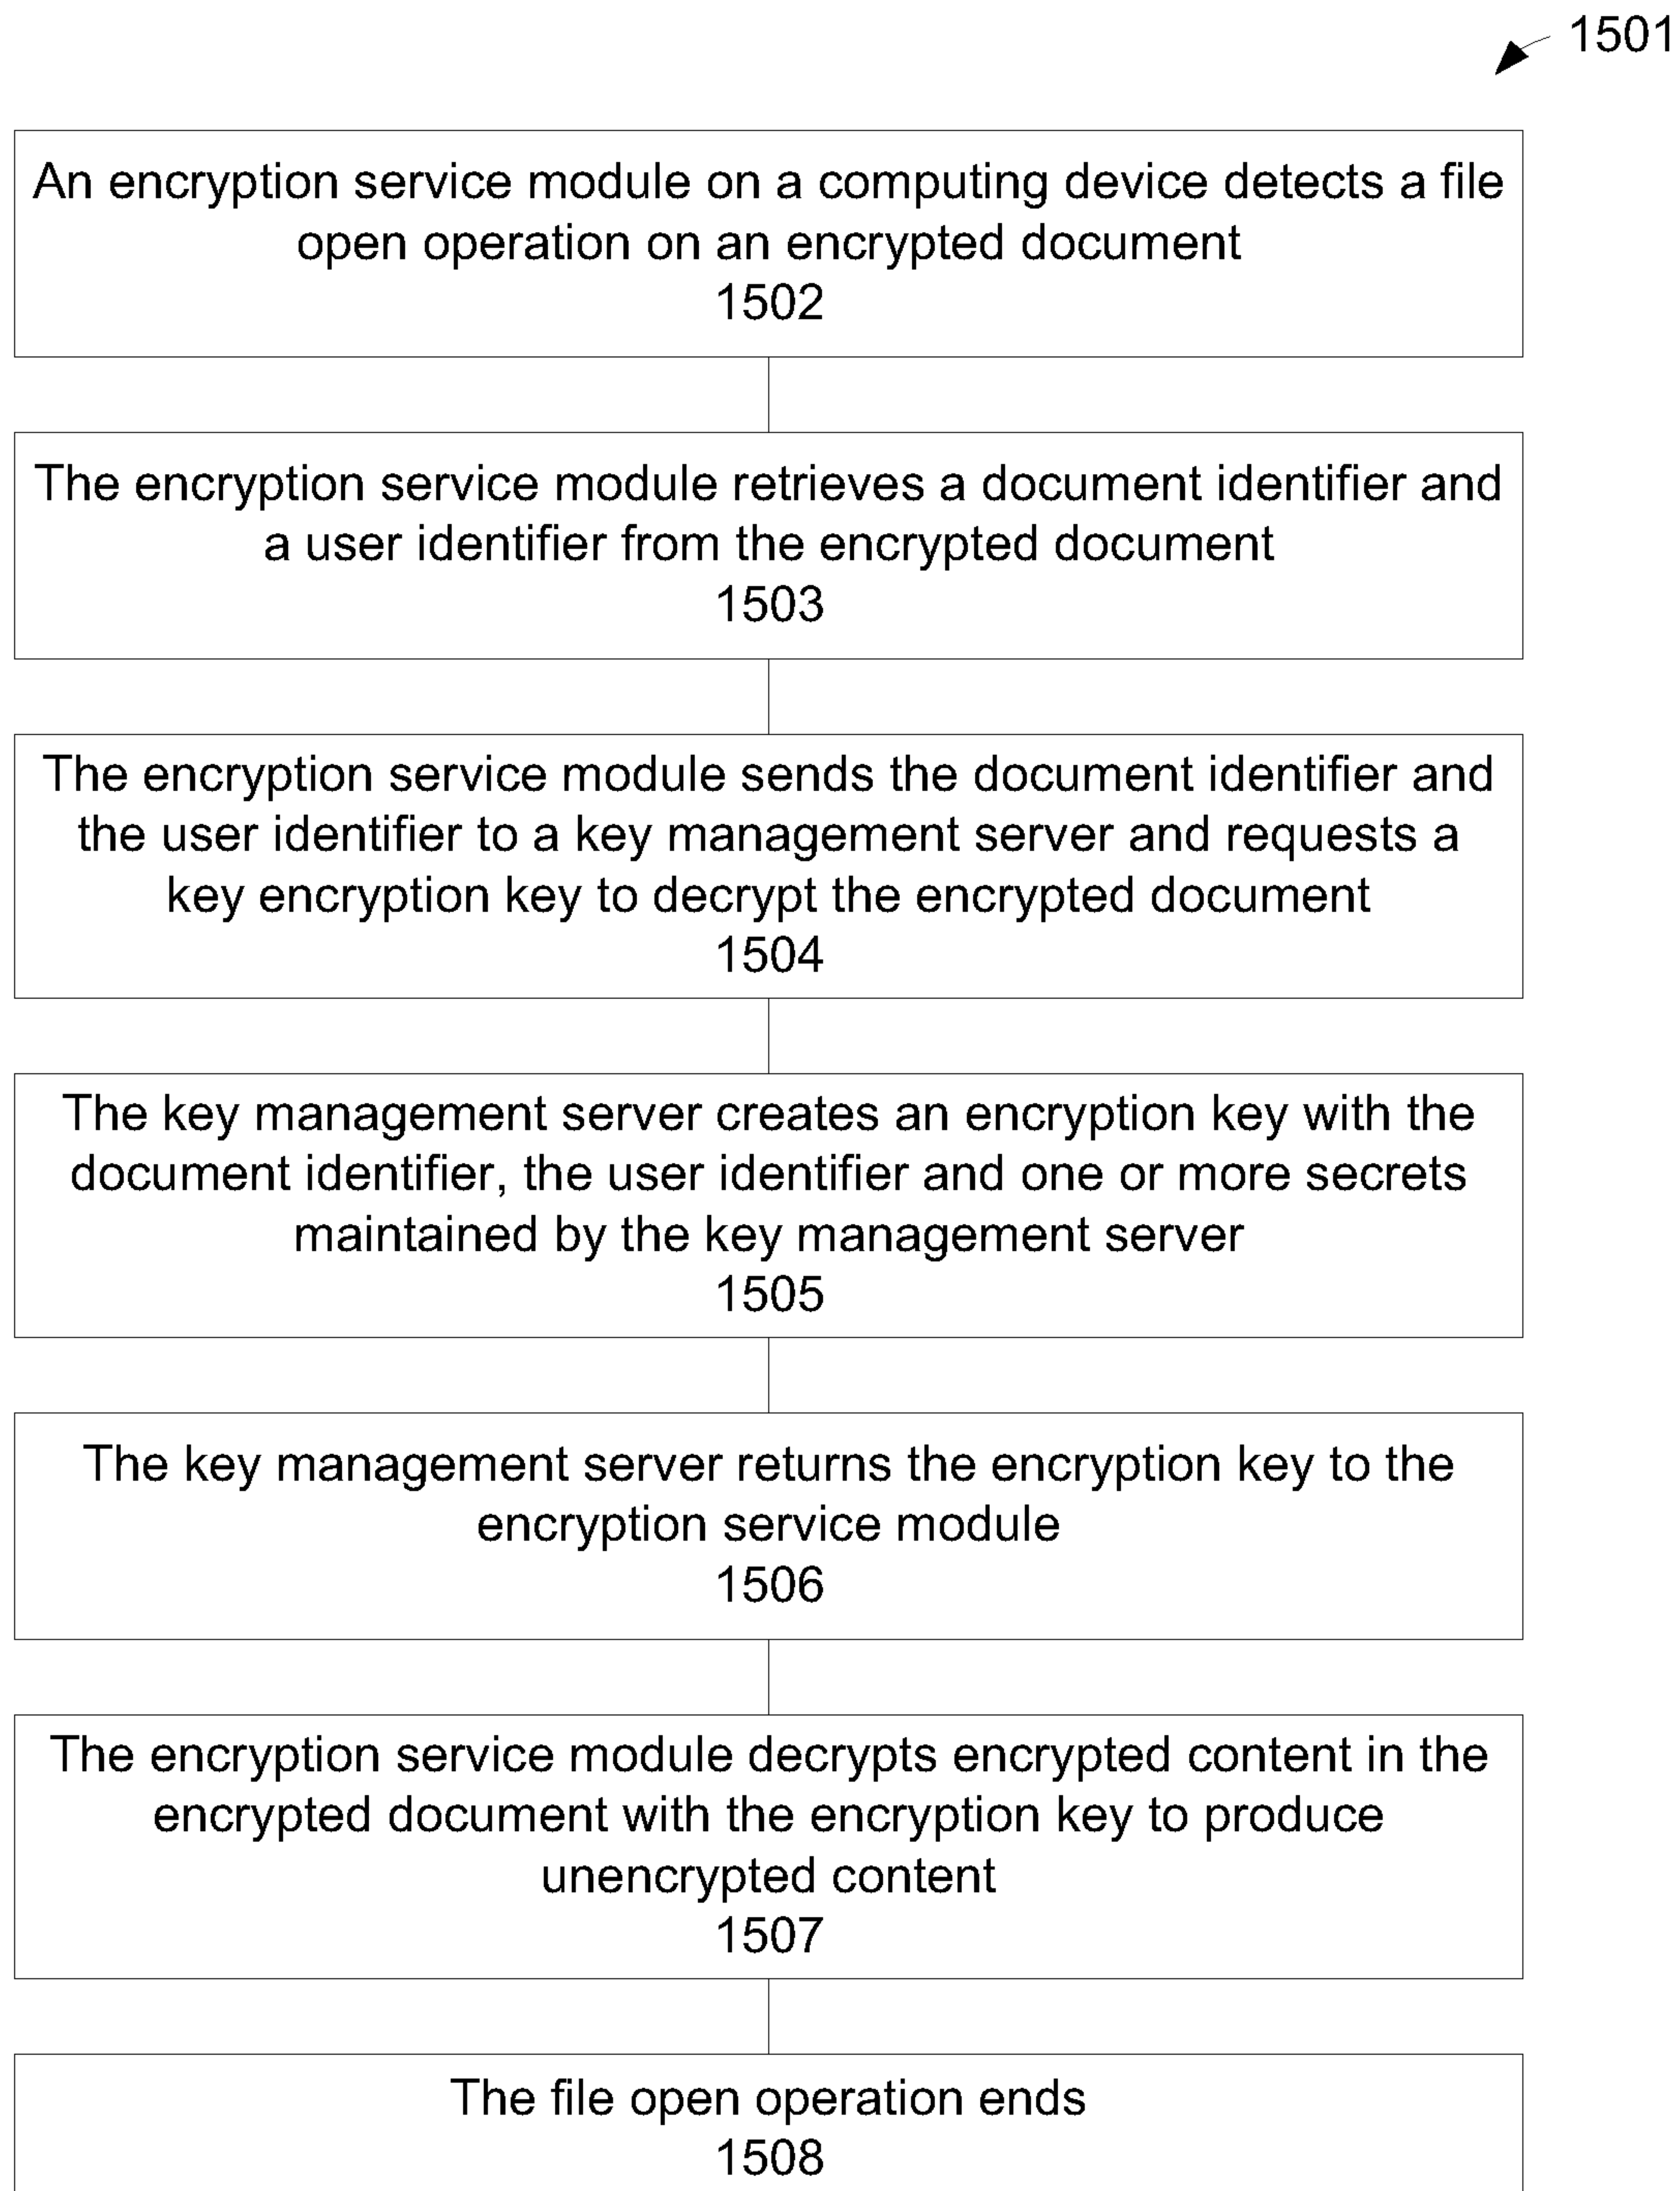 1501
An encryption service module on a computing device detects a file
open operation on an encrypted document
1502
The encryption service module retrieves a document identifier and
a user identifier from the encrypted document
1503
The encryption service module sends the document identifier and
the user identifier to a key management server and requests a
key encryption key to decrypt the encrypted document
1504
The key management server creates an encryption key with the
document identifier, the user identifier and one or more secrets
maintained by the key management server
1505
The key management server returns the encryption key to the
encryption service module
1506
The encryption service module decrypts encrypted content in the
encrypted document with the encryption key to produce
unencrypted content
1507
The file open operation ends
1508